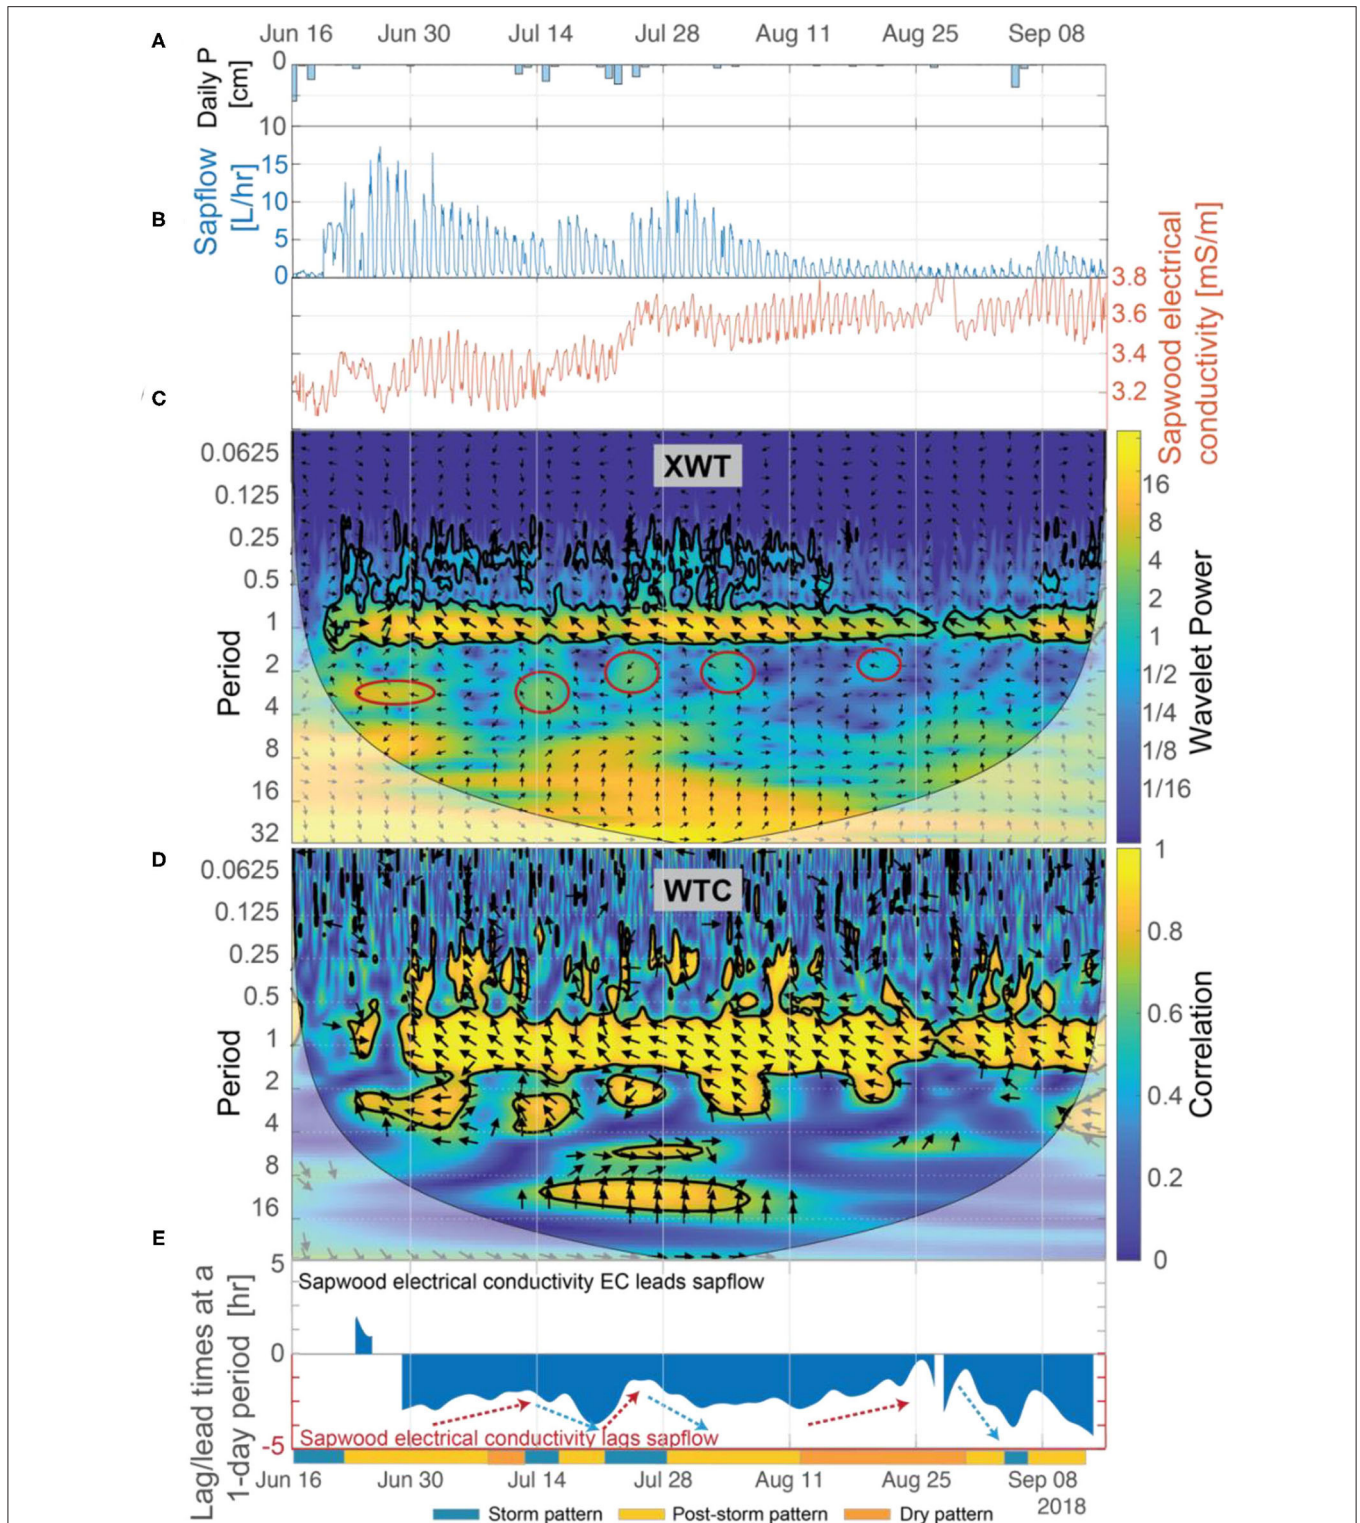 A
Jun 16 Jun 30 Jul 14 Jul 28 Aug 11 Aug 25 Sep 08
Daily P
[cm]
0
10
B
Sapflow
[L/hr]
15
10
5
0
Sapwood electrical
conductivity [mS/m]
3.8
3.6
3.4
3.2
C
XWT
Period
0.0625
0.125
0.25
0.5
1
2
4
8
16
32
16
8
4
2
1
1/2
1/4
1/8
1/16
Wavelet Power
D
WTC
Period
0.0625
0.125
0.25
0.5
1
2
4
8
16
1
0.8
0.6
0.4
0.2
0
Correlation
E
Lag/lead times at a
1-day period [hr]
5
0
-5
Sapwood electrical conductivity EC leads sapflow
Sapwood electrical conductivity lags sapflow
Jun 16 Jun 30 Jul 14 Jul 28 Aug 11 Aug 25 Sep 08
2018
Storm pattern Post-storm pattern Dry pattern